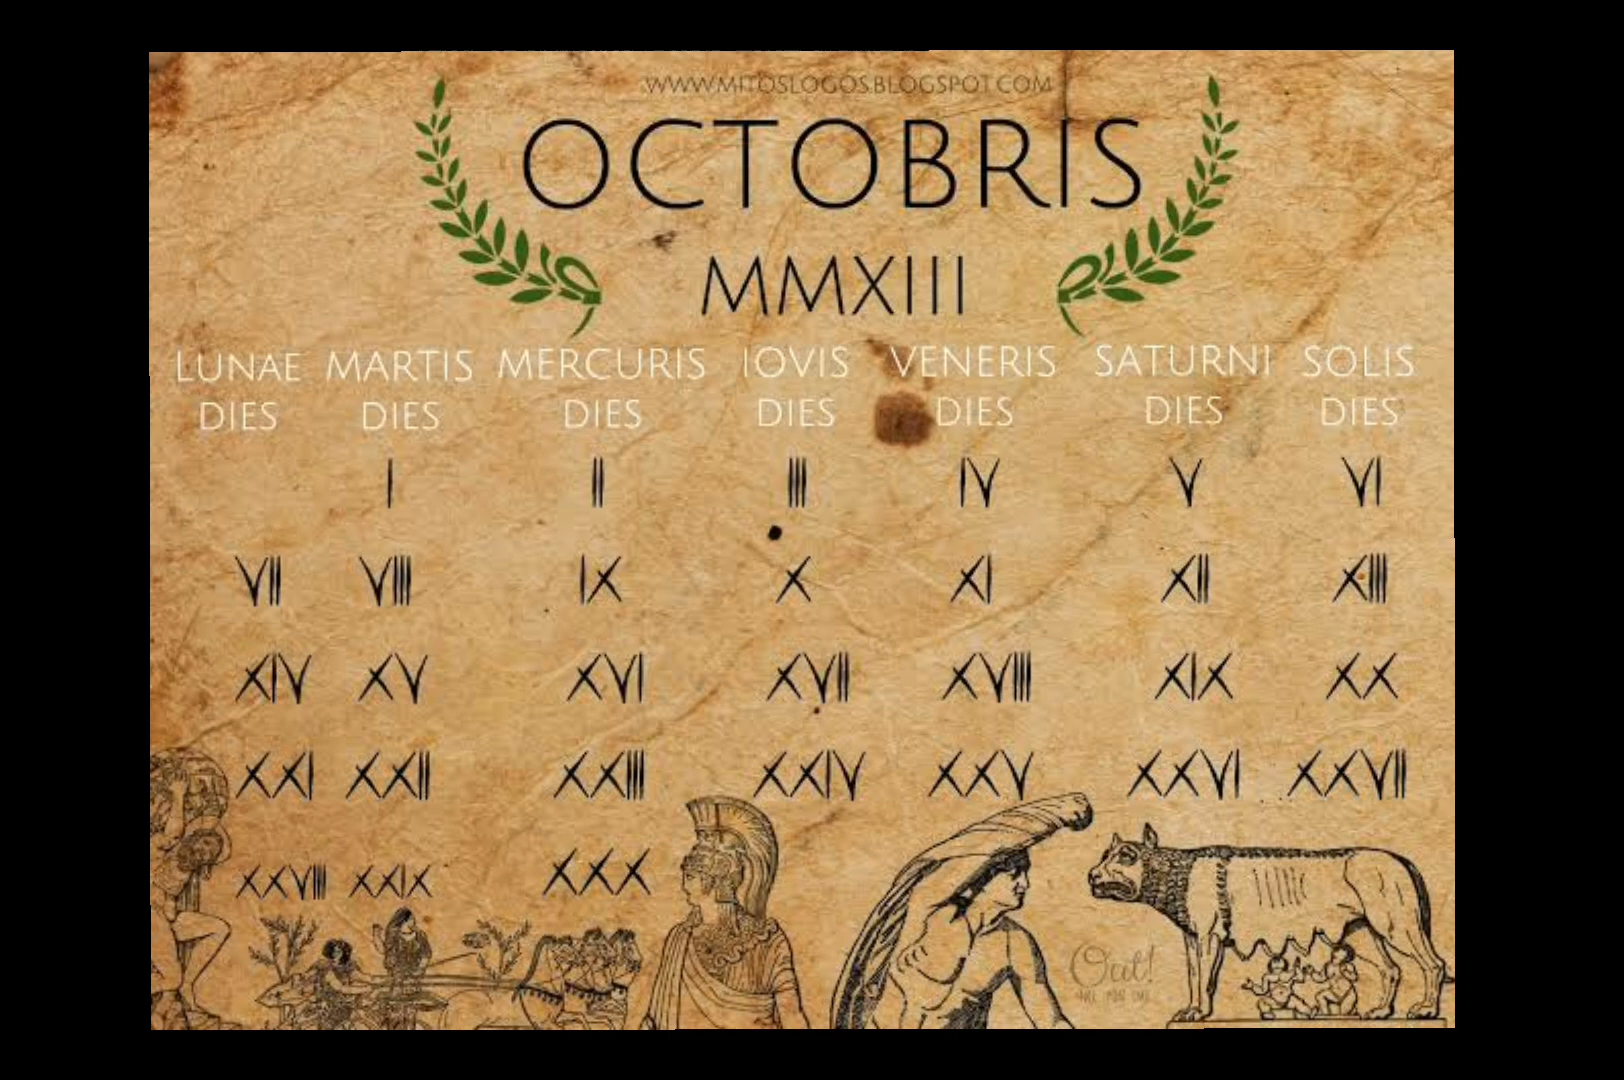 WWW.MITOSLOGOS.BLOGSPOT.COM
OCTOBRIS
MMXIII
LUNAE MARTIS MERCURIS IOVIS VENERIS SATURNI SOLIS
DIES DIES DIES DIES DIES DIES DIES
I II III IV V VI
VII VIII IX X XI XII XIII
XIV XV XVI XVII XVIII XIX XX
XXI XXII XXIII XXIV XXV XXVI XXVII
XXVIII XXIX XXX